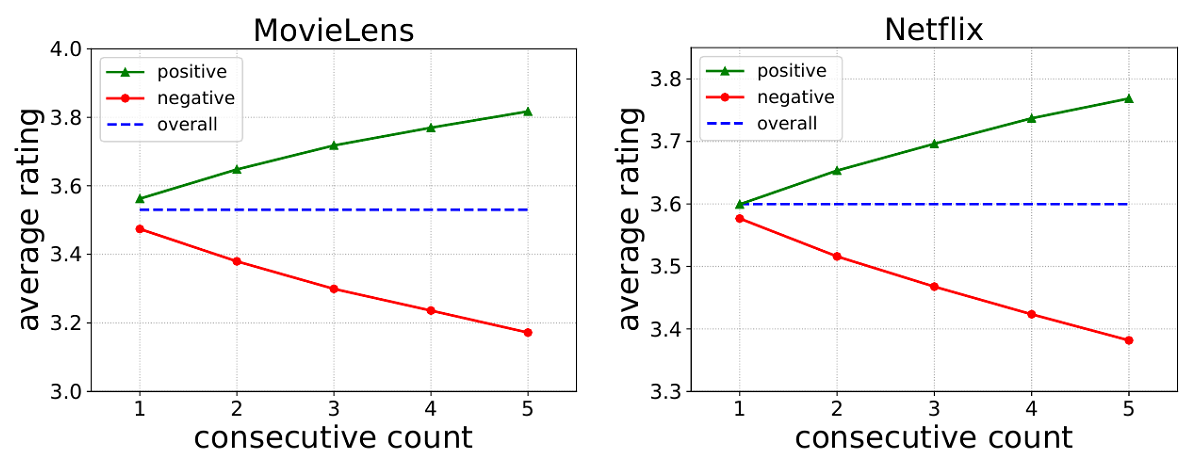 MovieLens
4.0
3.8
3.6
3.4
3.2
3.0
average rating
positive
negative
overall
1 2 3 4 5
consecutive count
Netflix
3.8
3.7
3.6
3.5
3.4
3.3
average rating
positive
negative
overall
1 2 3 4 5
consecutive count